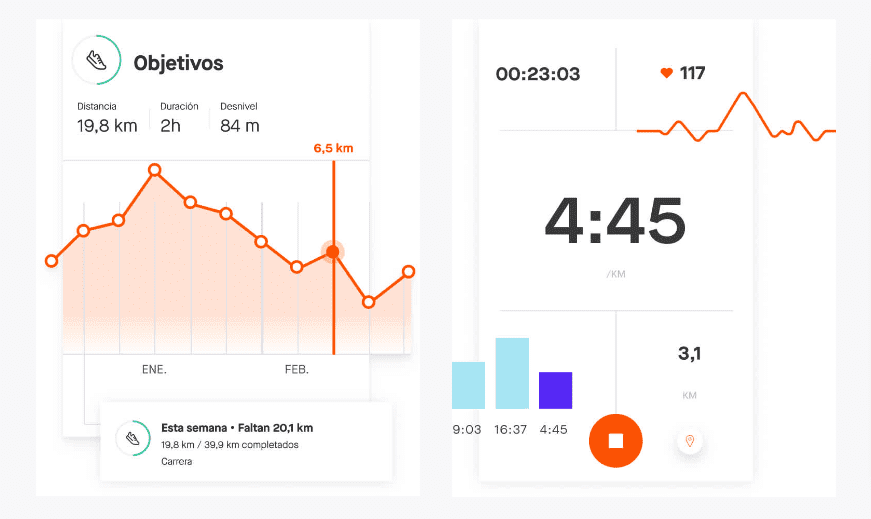 Objetivos
Distancia Duración Desnivel
19,8 km 2h 84 m
6,5 km
ENE. FEB.
Esta semana • Faltan 20,1 km
19,8 km / 39,9 km completados
Carrera
00:23:03 117
4:45
/KM
3,1
KM
9:03 16:37 4:45